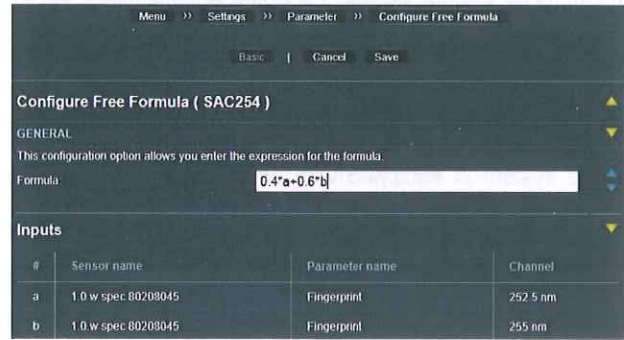 Menu >> Settings >> Parameter >> Configure Free Formula
Basic | Cancel Save
Configure Free Formula ( SAC254 )
GENERAL
This configuration option allows you enter the expression for the formula.
Formula 0.4*a+0.6*b
Inputs
# Sensor name Parameter name Channel
a 1.0.w spec 80208045 Fingerprint 252.5 nm
b 1.0.w spec 80208045 Fingerprint 255 nm